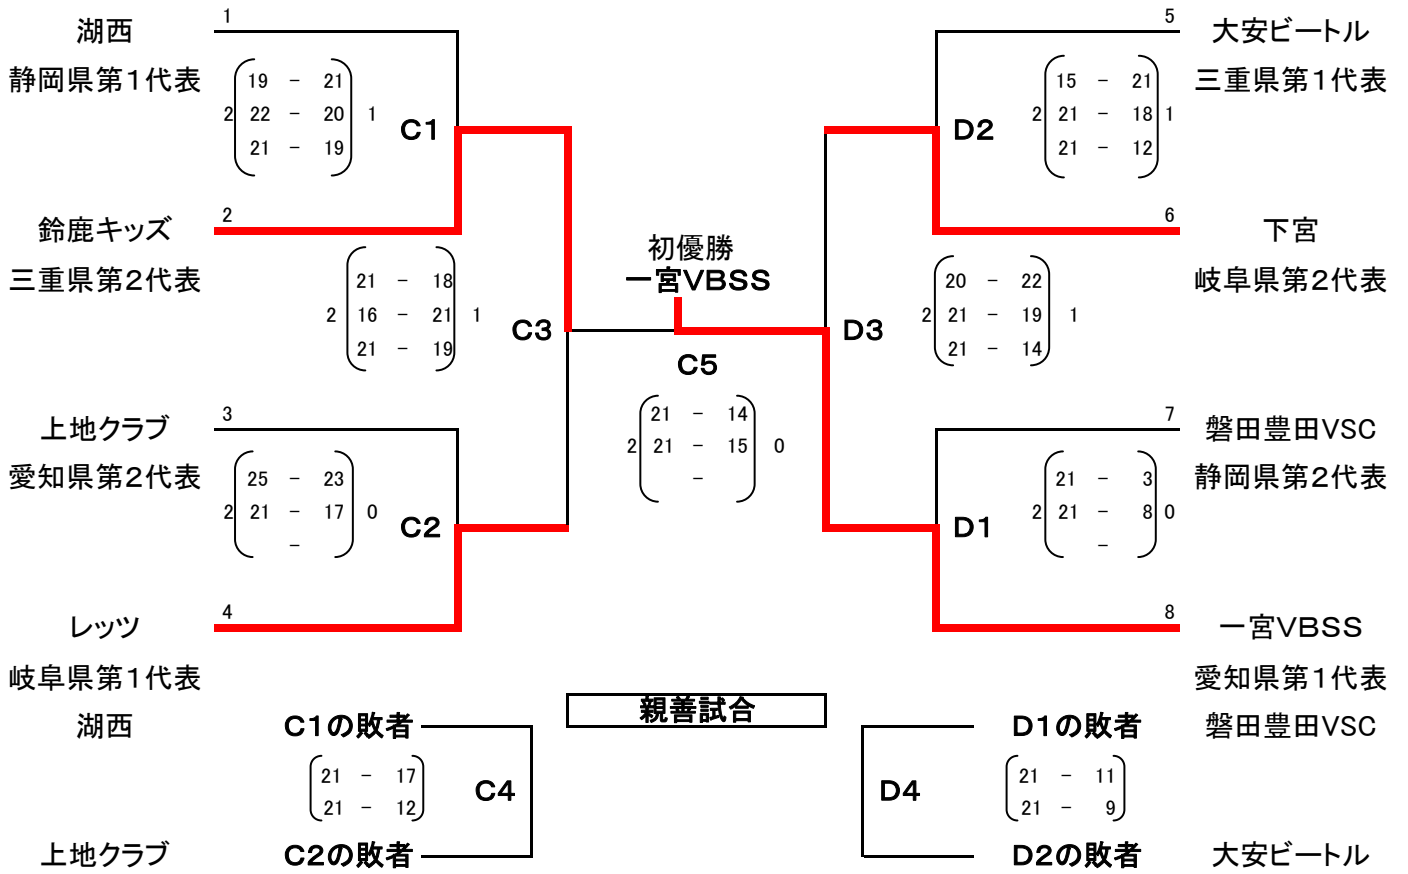 1
湖西
静岡県第1代表
19 - 21
2 22 - 20 1
21 - 19
C1
2
鈴鹿キッズ
三重県第2代表
21 - 18
2 16 - 21 1
21 - 19
C3
3
上地クラブ
愛知県第2代表
25 - 23
2 21 - 17 0
-
C2
4
レッツ
岐阜県第1代表
初優勝
一宮VBSS
C5
21 - 14
2 21 - 15 0
-
5
大安ビートル
三重県第1代表
15 - 21
2 21 - 18 1
21 - 12
D2
6
下宮
岐阜県第2代表
20 - 22
2 21 - 19 1
21 - 14
D3
7
磐田豊田VSC
静岡県第2代表
21 - 3
2 21 - 8 0
-
D1
8
一宮VBSS
愛知県第1代表
親善試合
湖西 C1の敗者
21 - 17
21 - 12
C4
上地クラブ C2の敗者
D1の敗者 磐田豊田VSC
21 - 11
21 - 9
D4
D2の敗者 大安ビートル